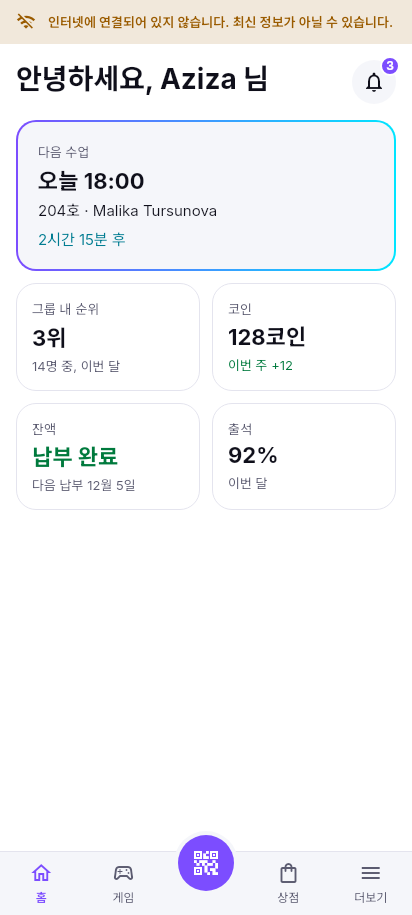 인터넷에 연결되어 있지 않습니다. 최신 정보가 아닐 수 있습니다.
안녕하세요, Aziza 님
3
다음 수업
오늘 18:00
204호 · Malika Tursunova
2시간 15분 후
그룹 내 순위
3위
14명 중, 이번 달
코인
128코인
이번 주 +12
잔액
납부 완료
다음 납부 12월 5일
출석
92%
이번 달
홈
게임
상점
더보기